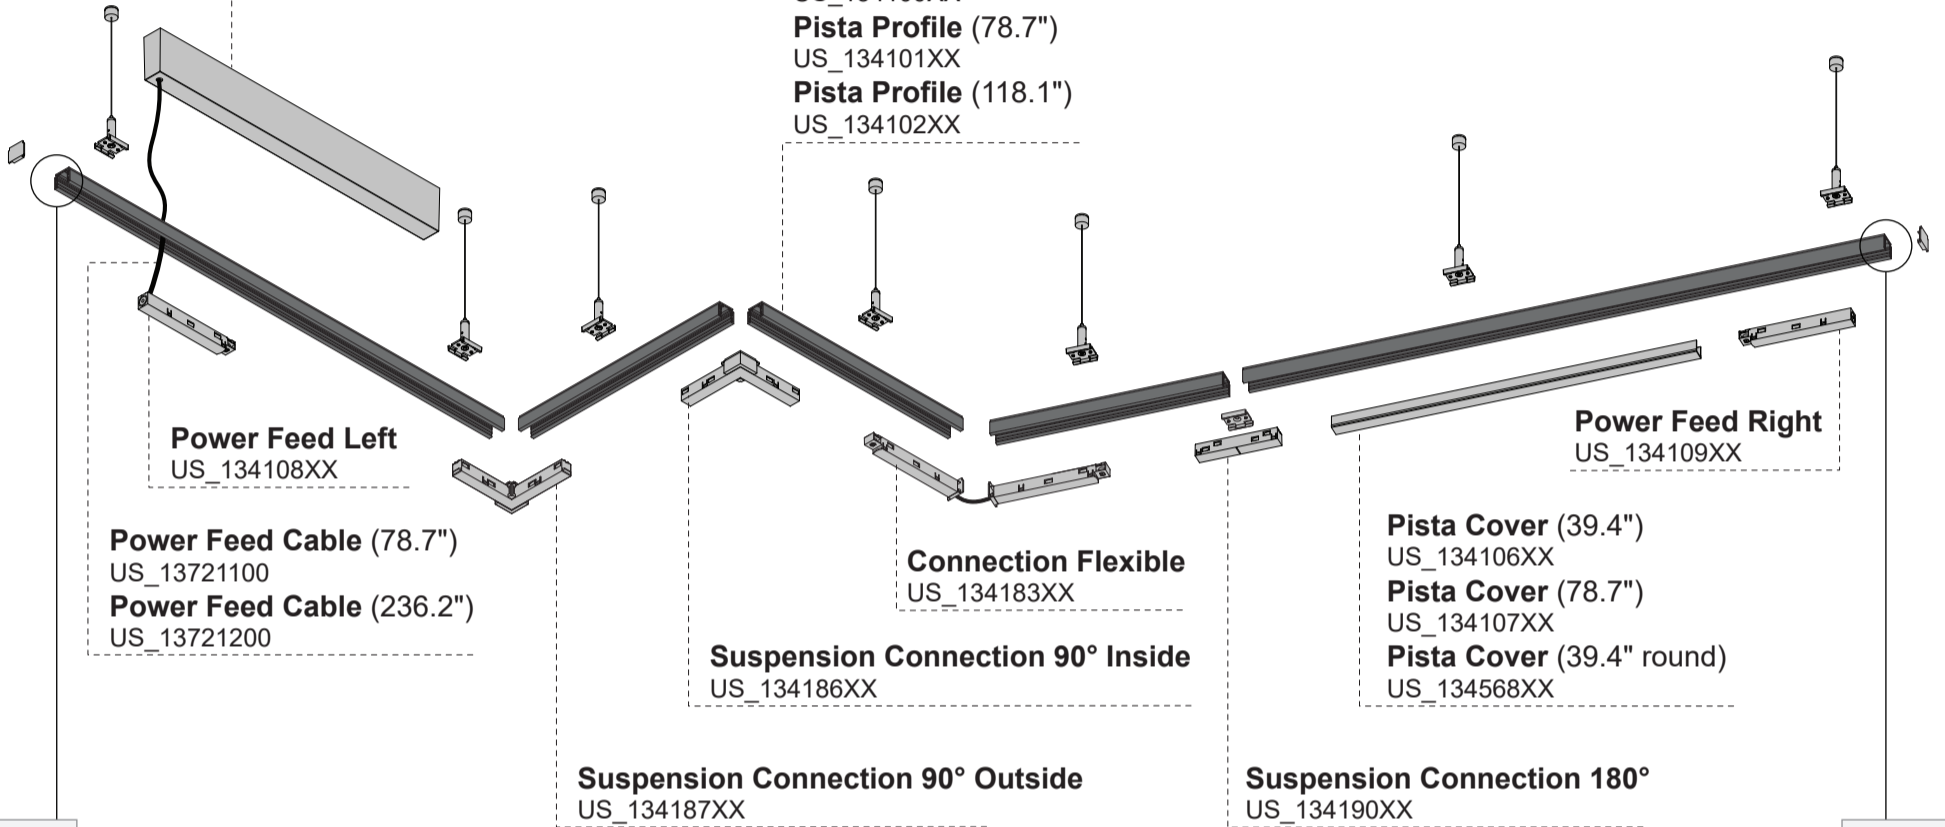 Pista Profile (78.7")
US_134101XX
Pista Profile (118.1")
US_134102XX
Power Feed Left
US_134108XX
Power Feed Cable (78.7")
US_13721100
Power Feed Cable (236.2")
US_13721200
Suspension Connection 90° Outside
US_134187XX
Suspension Connection 90° Inside
US_134186XX
Connection Flexible
US_134183XX
Suspension Connection 180°
US_134190XX
Pista Cover (39.4")
US_134106XX
Pista Cover (78.7")
US_134107XX
Pista Cover (39.4" round)
US_134568XX
Power Feed Right
US_134109XX